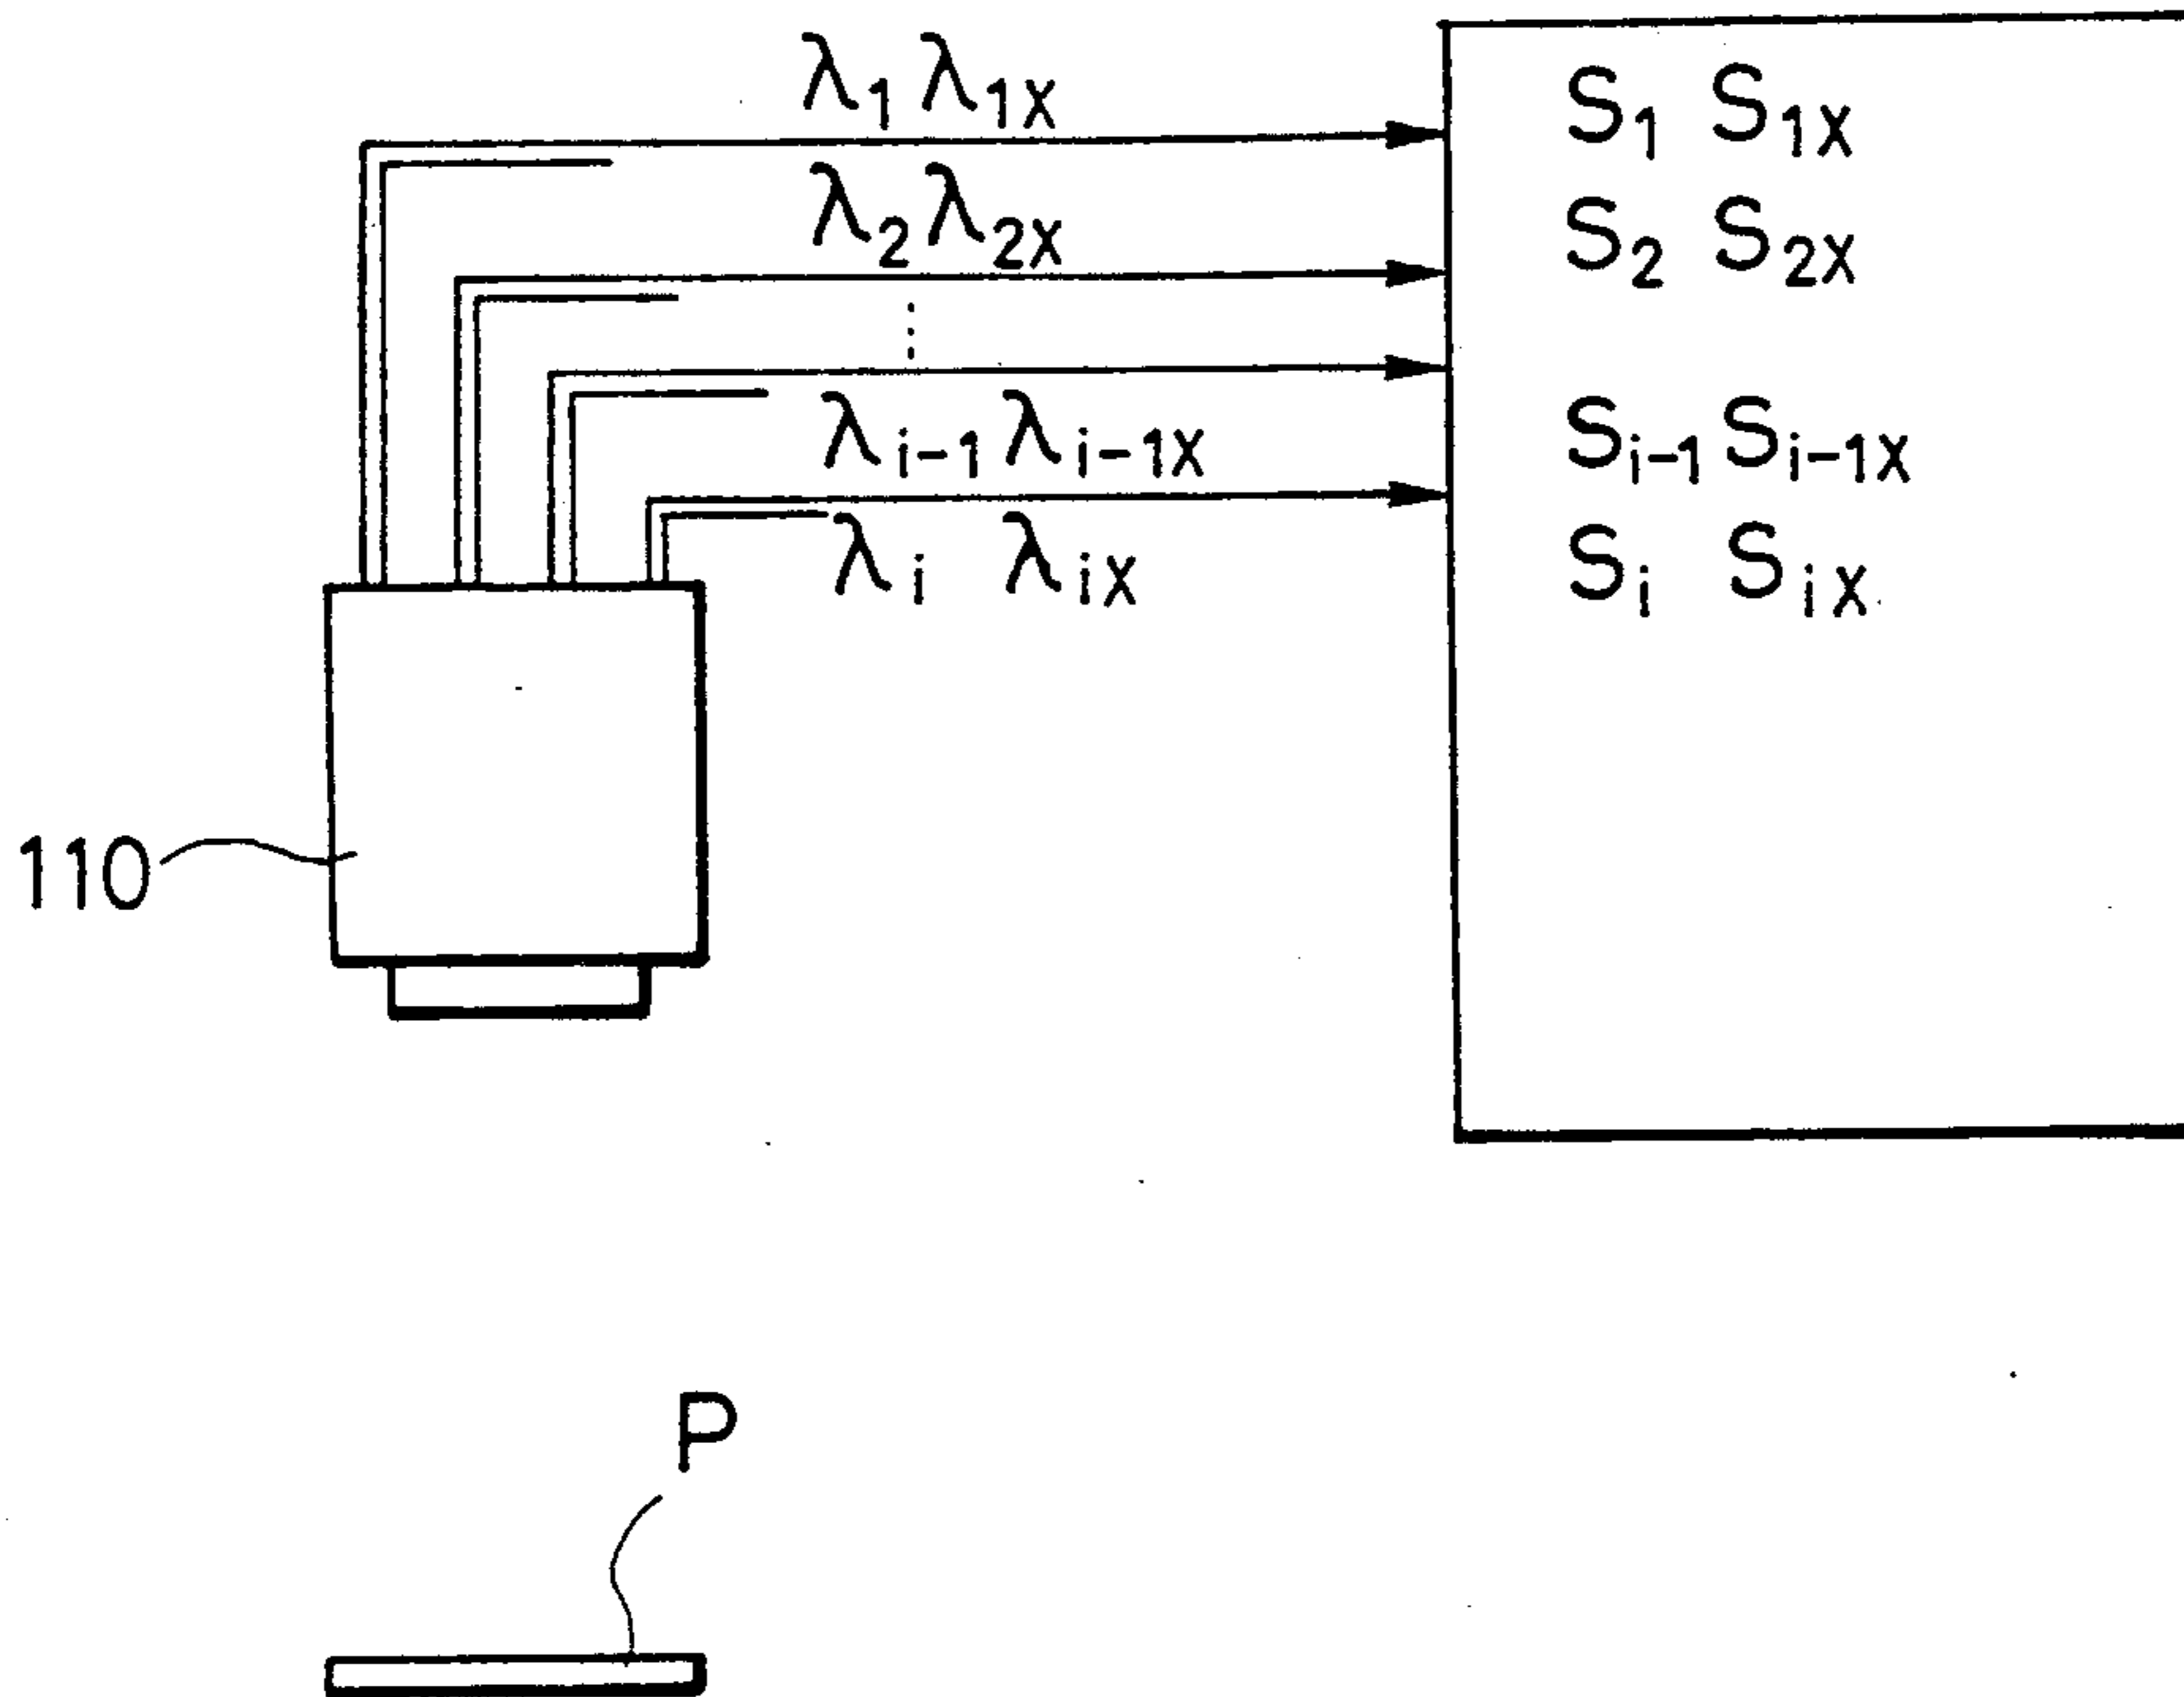 λ₁ λ₁ₓ
S₁ S₁ₓ
λ₂ λ₂ₓ
S₂ S₂ₓ
⋮
λᵢ₋₁ λᵢ₋₁ₓ
Sᵢ₋₁ Sᵢ₋₁ₓ
λᵢ λᵢₓ
Sᵢ Sᵢₓ
110
P